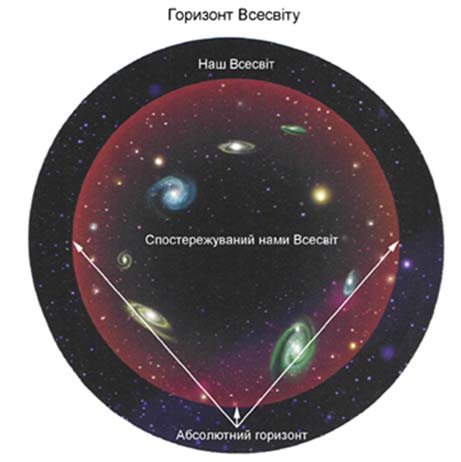 Горизонт Всесвіту
Наш Всесвіт
Спостережуваний нами Всесвіт
Абсолютний горизонт